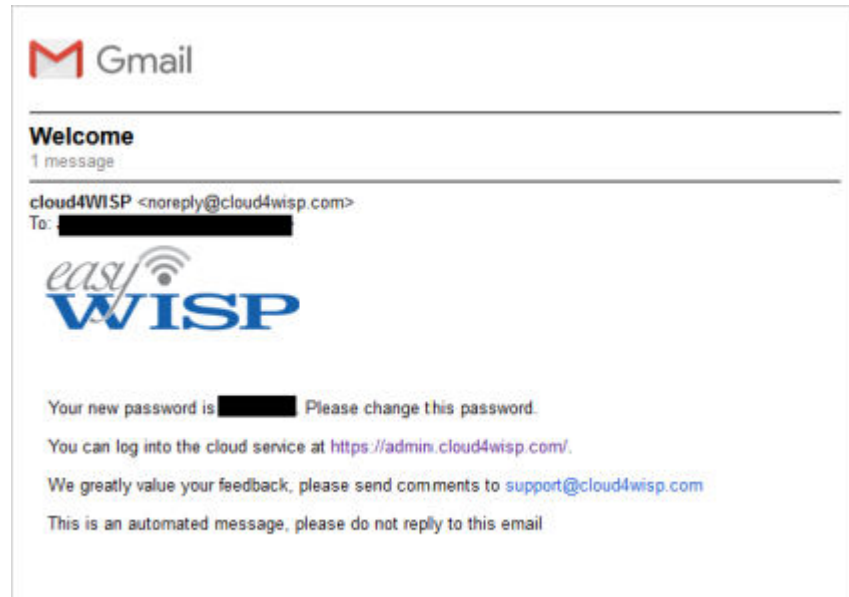 Gmail
Welcome
1 message
cloud4WISP <noreply@cloud4wisp.com>
To:
easy
WISP
Your new password is Please change this password.
You can log into the cloud service at https://admin.cloud4wisp.com/.
We greatly value your feedback, please send comments to support@cloud4wisp.com
This is an automated message, please do not reply to this email